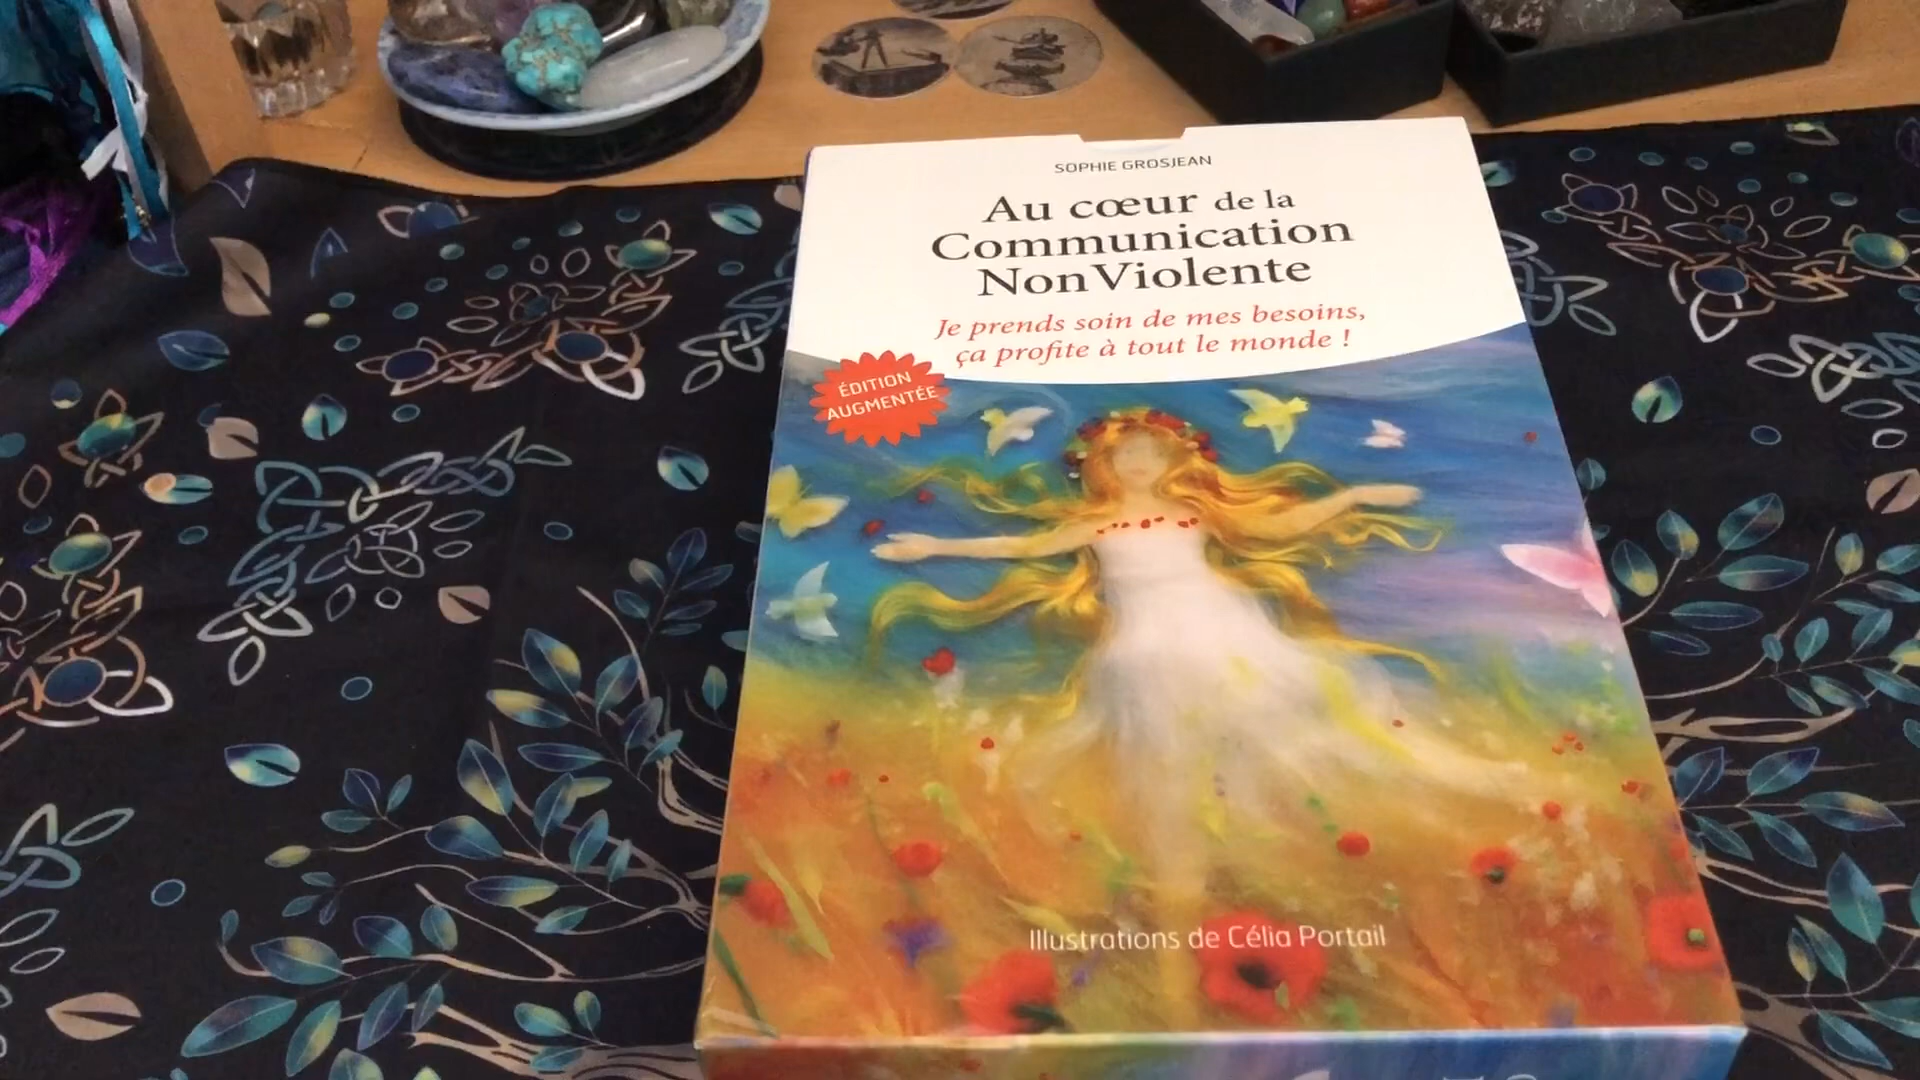 SOPHIE GROSJEAN
Au cœur de la
Communication
NonViolente
Je prends soin de mes besoins,
ça profite à tout le monde !
ÉDITION
AUGMENTÉE
Illustrations de Célia Portail